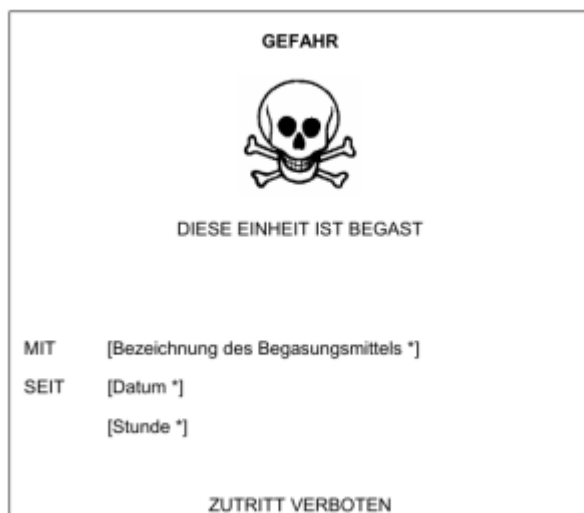 GEFAHR
DIESE EINHEIT IST BEGAST
MIT [Bezeichnung des Begasungsmittels *]
SEIT [Datum *]
[Stunde *]
ZUTRITT VERBOTEN